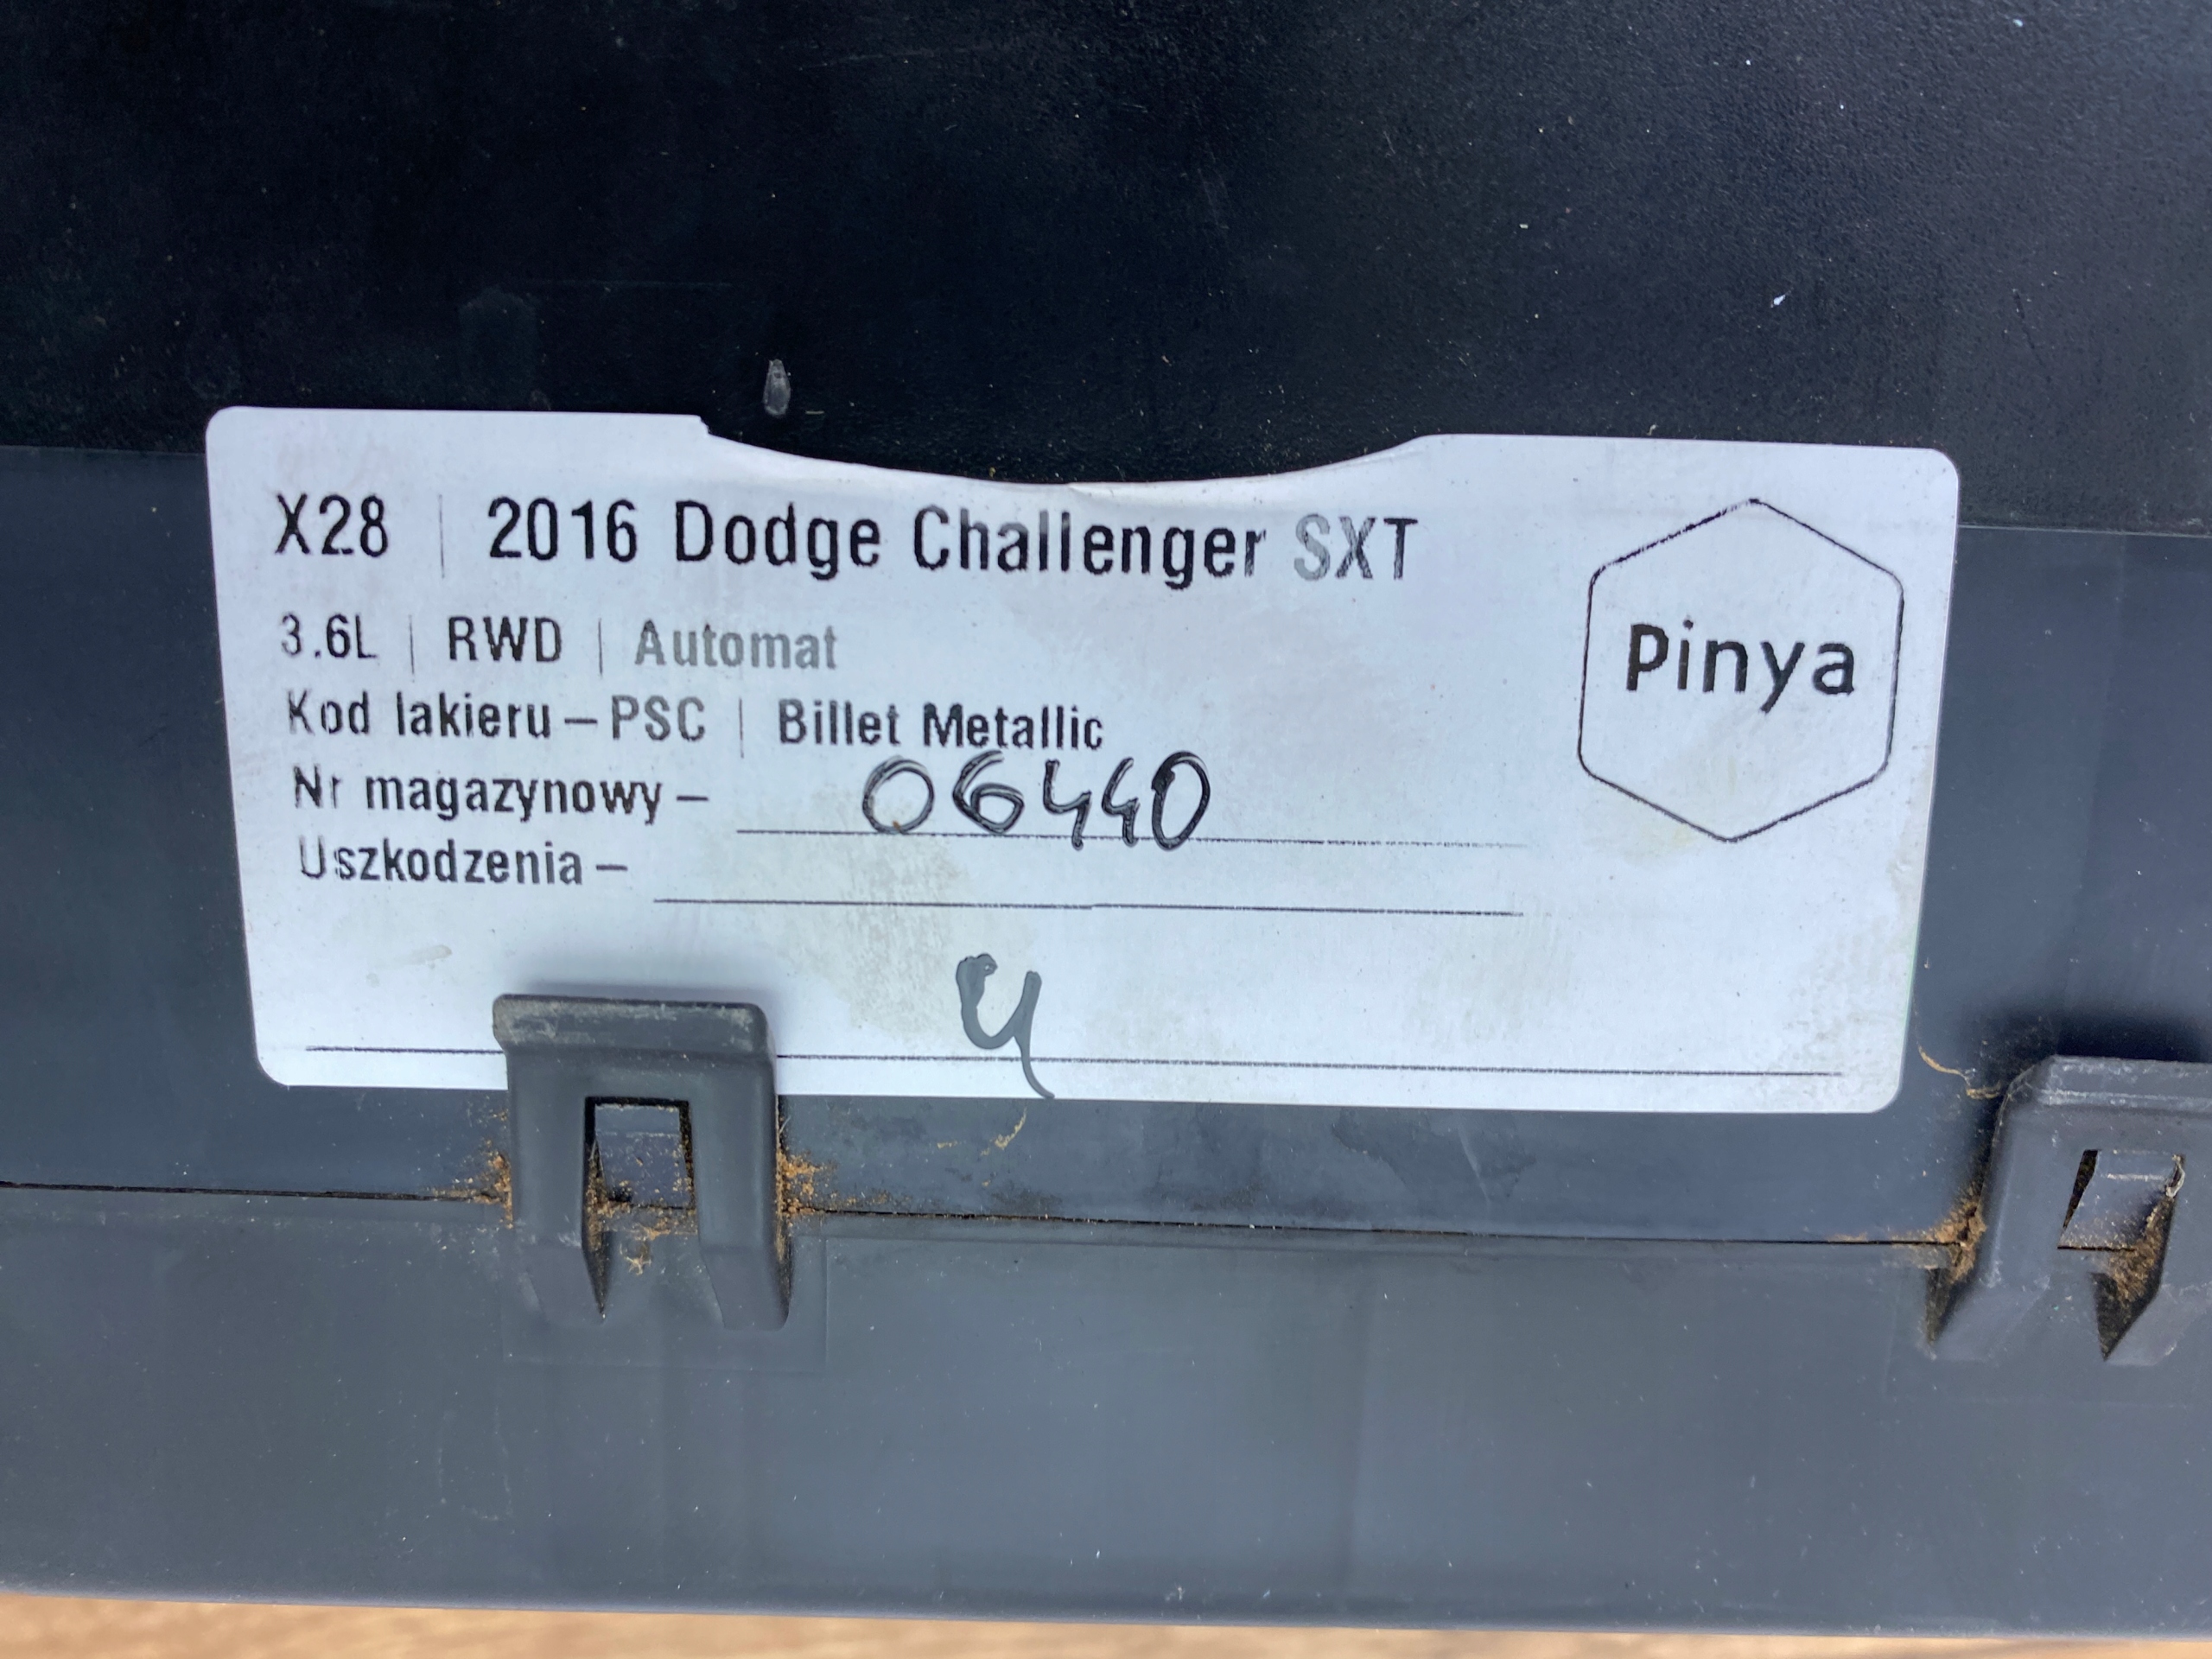 X28 | 2016 Dodge Challenger SXT
3.6L | RWD | Automat
Kod lakieru – PSC | Billet Metallic
Nr magazynowy – 06440
Uszkodzenia –
4
Pinya